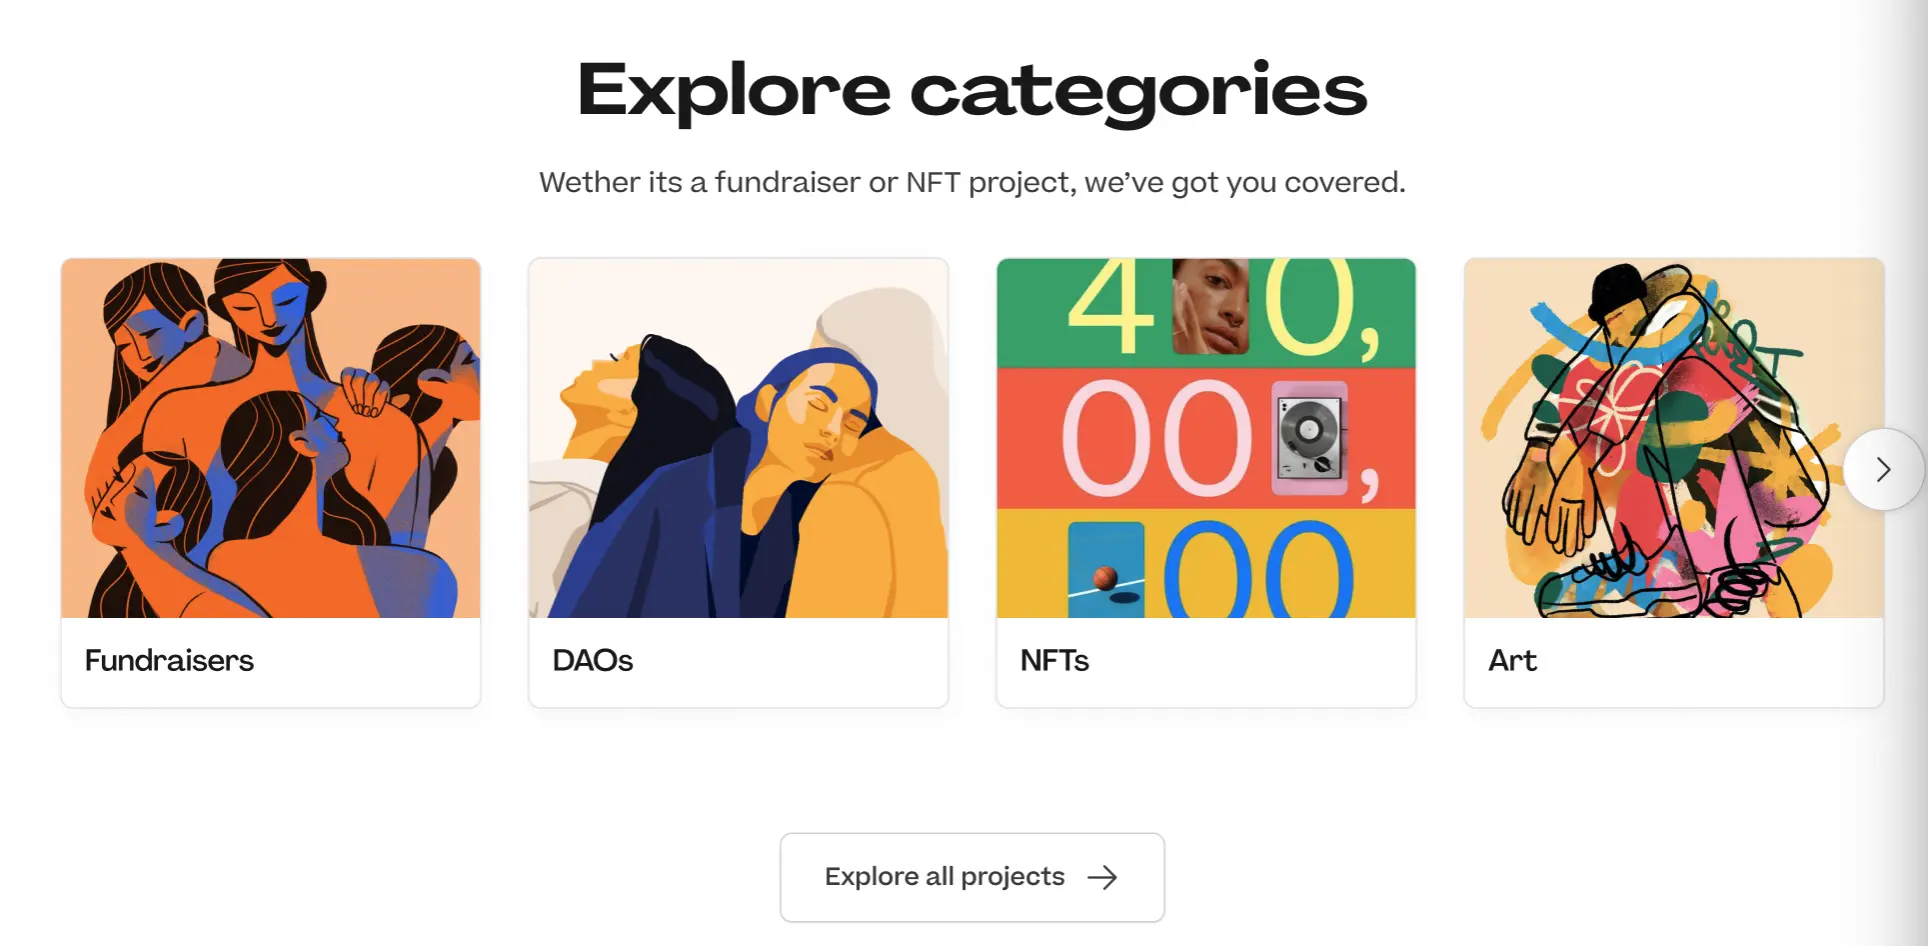 Explore categories
Wether its a fundraiser or NFT project, we’ve got you covered.
4 0,
00 ,
00
Fundraisers
DAOs
NFTs
Art
Explore all projects